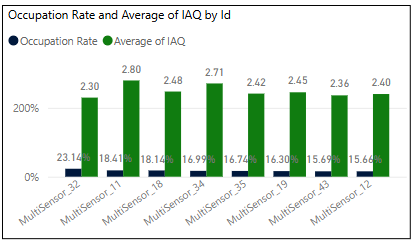 Occupation Rate and Average of IAQ by Id
Occupation Rate Average of IAQ
2.30 2.80 2.48 2.71 2.42 2.45 2.36 2.40
200%
23.14% 18.41% 18.14% 16.99% 16.74% 16.30% 15.69% 15.66%
0%
MultiSensor_32 MultiSensor_11 MultiSensor_18 MultiSensor_34 MultiSensor_35 MultiSensor_19 MultiSensor_43 MultiSensor_12